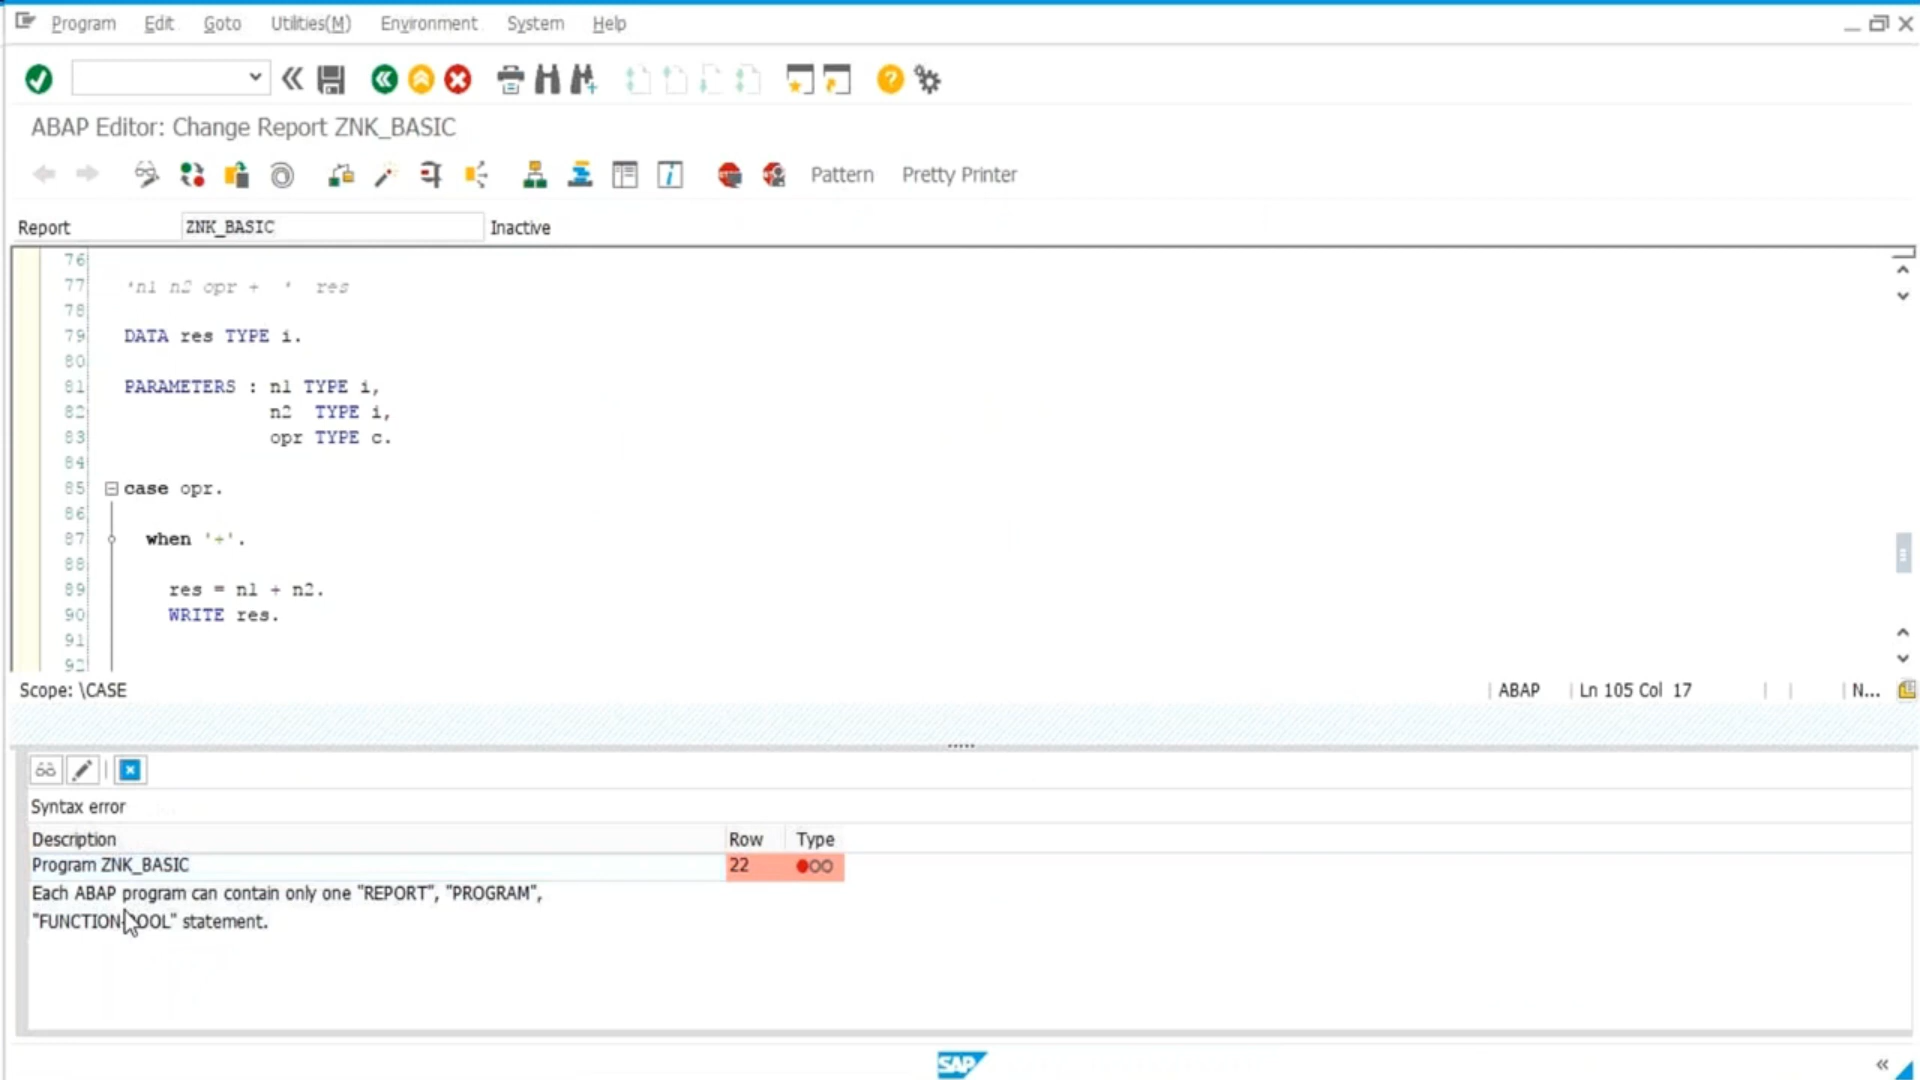 Program Edit Goto Utilities(M) Environment System Help
ABAP Editor: Change Report ZNK_BASIC
Pattern Pretty Printer
Report ZNK_BASIC Inactive
76
77 'n1 n2 opr + ' res
78
79 DATA res TYPE i.
80
81 PARAMETERS : n1 TYPE i,
82 n2 TYPE i,
83 opr TYPE c.
84
85 case opr.
86
87 when '+'.
88
89 res = n1 + n2.
90 WRITE res.
91
92
Scope: \CASE ABAP Ln 105 Col 17 N...
Syntax error
Description Row Type
Program ZNK_BASIC 22
Each ABAP program can contain only one "REPORT", "PROGRAM",
"FUNCTION-POOL" statement.
SAP